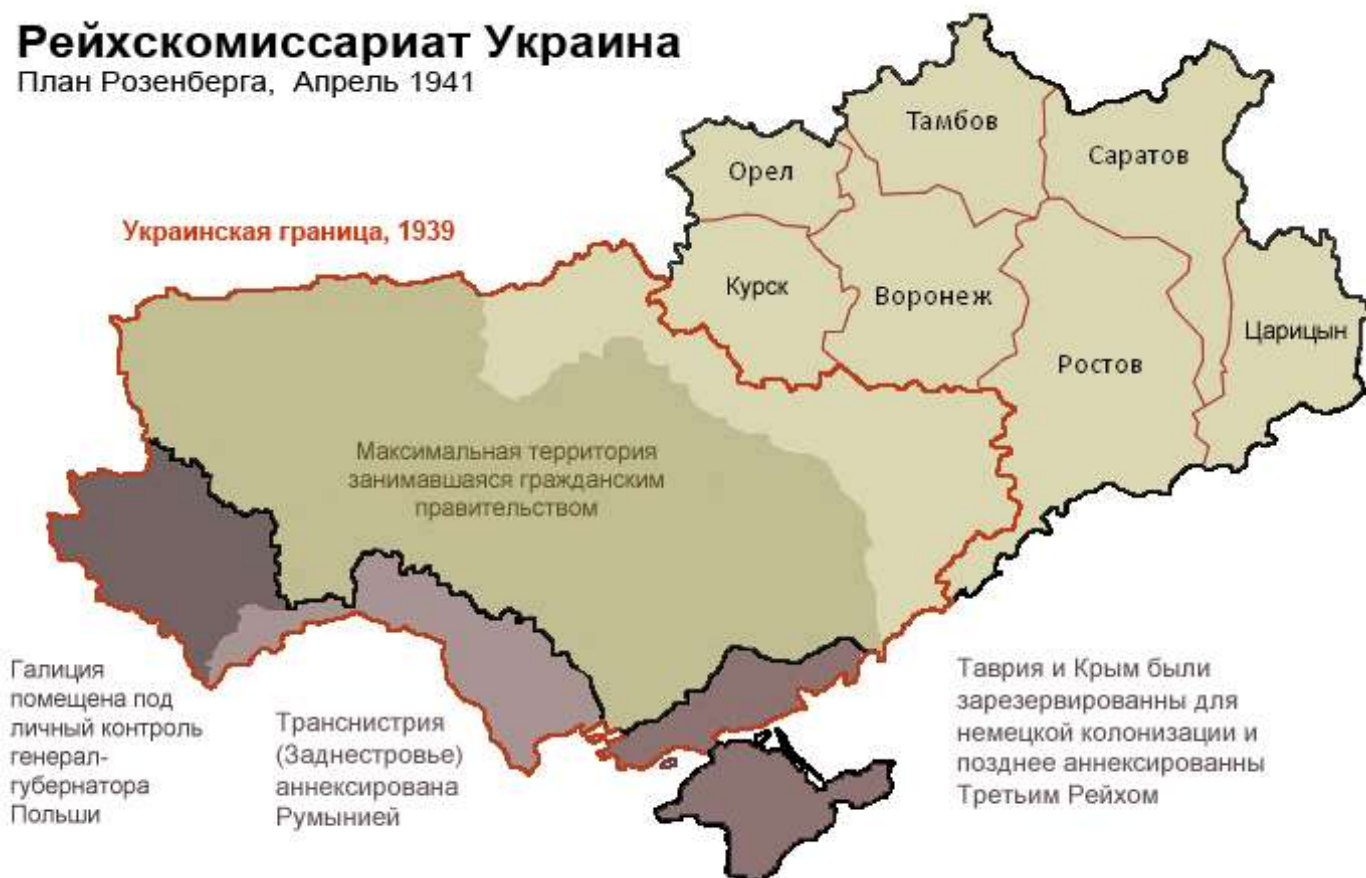 Рейхскомиссариат Украина
План Розенберга, Апрель 1941
Тамбов
Саратов
Орел
Украинская граница, 1939
Курск
Воронеж
Царицын
Ростов
Максимальная территория
занимавшаяся гражданским
правительством
Галиция
помещена под
личный контроль
генерал-
губернатора
Польши
Транснистрия
(Заднестровье)
аннексирована
Румынией
Таврия и Крым были
зарезервированны для
немецкой колонизации и
позднее аннексированны
Третьим Рейхом